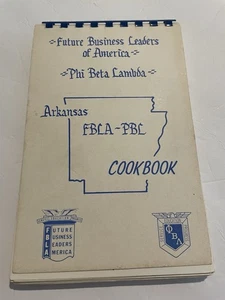 Future Business Leaders
of America
Phi Beta Lambda
Arkansas
FBLA-PBL
COOKBOOK
FUTURE
BUSINESS
LEADERS
AMERICA
ΦΒΛ